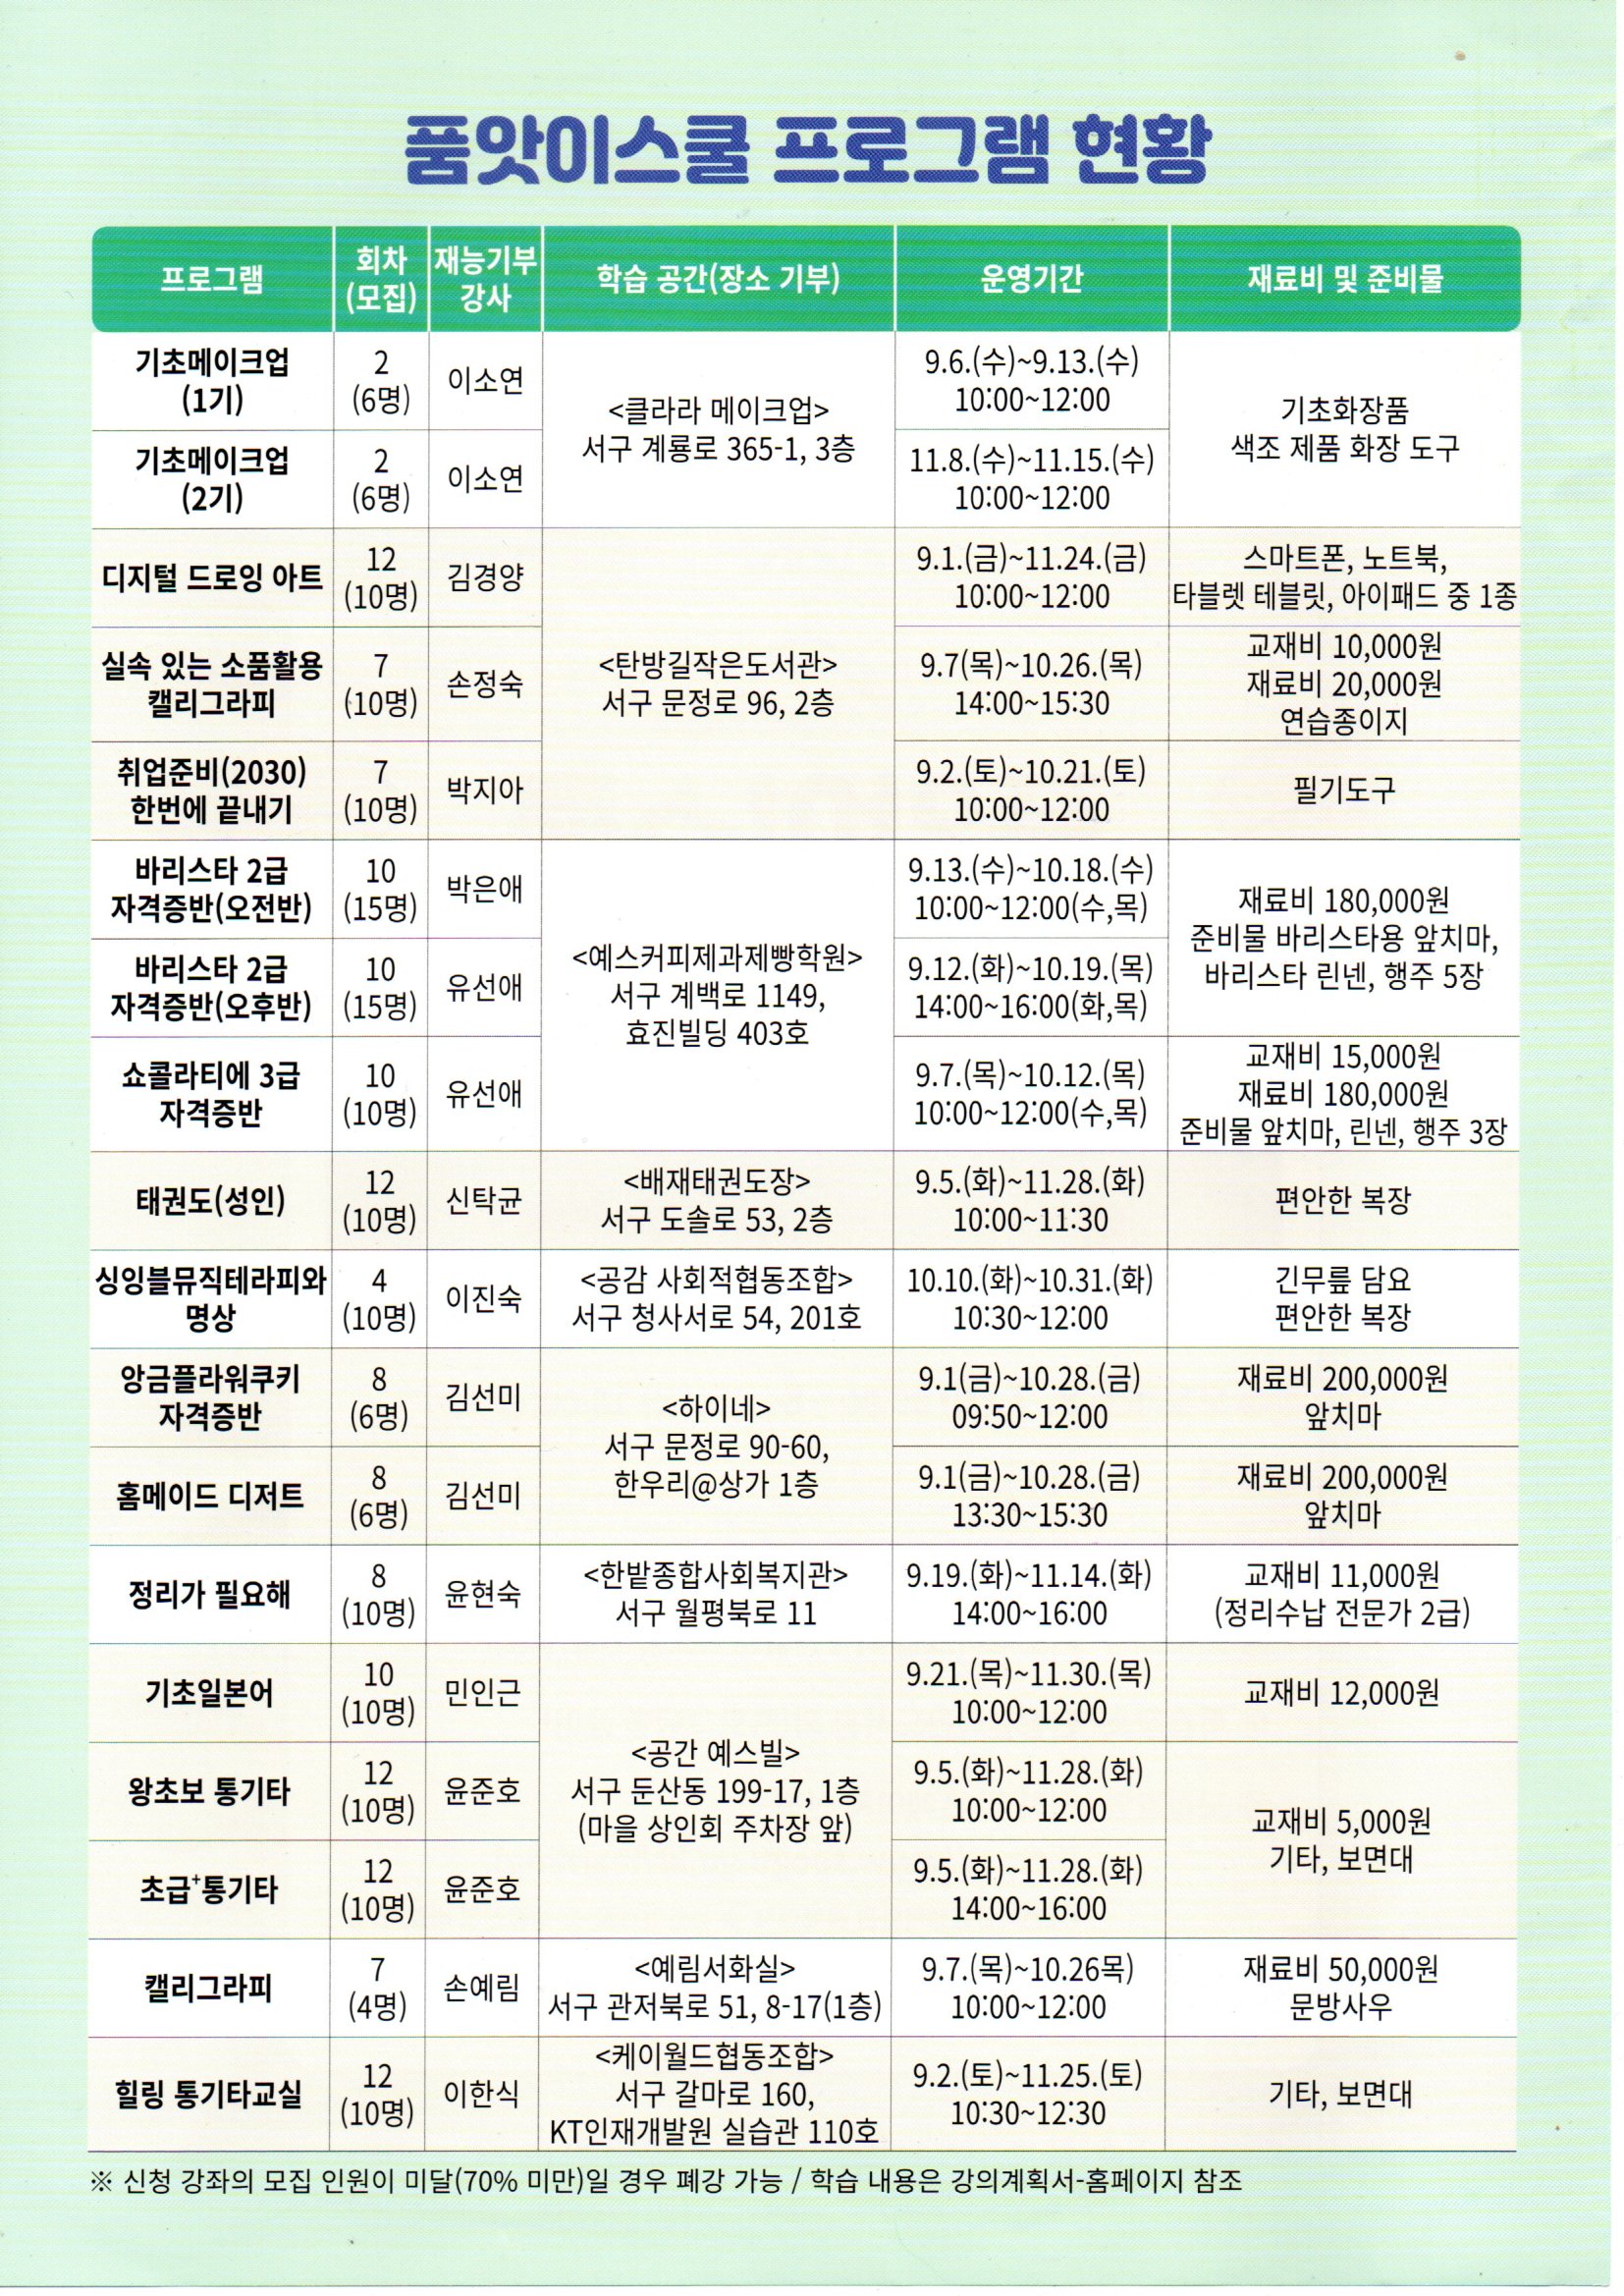 품앗이스쿨 프로그램 현황
프로그램
회차
(모집)
재능기부
강사
학습 공간(장소 기부)
운영기간
재료비 및 준비물
기초메이크업
(1기)
2
(6명)
이소연
<클라라 메이크업>
서구 계룡로 365-1, 3층
9.6.(수)~9.13.(수)
10:00~12:00
기초화장품
색조 제품 화장 도구
기초메이크업
(2기)
2
(6명)
이소연
11.8.(수)~11.15.(수)
10:00~12:00
디지털 드로잉 아트
12
(10명)
김경양
<탄방길작은도서관>
서구 문정로 96, 2층
9.1.(금)~11.24.(금)
10:00~12:00
스마트폰, 노트북,
타블렛 테블릿, 아이패드 중 1종
실속 있는 소품활용
캘리그라피
7
(10명)
손정숙
9.7(목)~10.26.(목)
14:00~15:30
교재비 10,000원
재료비 20,000원
연습종이지
취업준비(2030)
한번에 끝내기
7
(10명)
박지아
9.2.(토)~10.21.(토)
10:00~12:00
필기도구
바리스타 2급
자격증반(오전반)
10
(15명)
박은애
<예스커피제과제빵학원>
서구 계백로 1149,
효진빌딩 403호
9.13.(수)~10.18.(수)
10:00~12:00(수,목)
재료비 180,000원
준비물 바리스타용 앞치마,
바리스타 린넨, 행주 5장
바리스타 2급
자격증반(오후반)
10
(15명)
유선애
9.12.(화)~10.19.(목)
14:00~16:00(화,목)
쇼콜라티에 3급
자격증반
10
(10명)
유선애
9.7.(목)~10.12.(목)
10:00~12:00(수,목)
교재비 15,000원
재료비 180,000원
준비물 앞치마, 린넨, 행주 3장
태권도(성인)
12
(10명)
신탁균
<배재태권도장>
서구 도솔로 53, 2층
9.5.(화)~11.28.(화)
10:00~11:30
편안한 복장
싱잉블뮤직테라피와
명상
4
(10명)
이진숙
<공감 사회적협동조합>
서구 청사서로 54, 201호
10.10.(화)~10.31.(화)
10:30~12:00
긴무릎 담요
편안한 복장
앙금플라워쿠키
자격증반
8
(6명)
김선미
<하이네>
서구 문정로 90-60,
한우리@상가 1층
9.1(금)~10.28.(금)
09:50~12:00
재료비 200,000원
앞치마
홈메이드 디저트
8
(6명)
김선미
9.1(금)~10.28.(금)
13:30~15:30
재료비 200,000원
앞치마
정리가 필요해
8
(10명)
윤현숙
<한밭종합사회복지관>
서구 월평북로 11
9.19.(화)~11.14.(화)
14:00~16:00
교재비 11,000원
(정리수납 전문가 2급)
기초일본어
10
(10명)
민인근
<공간 예스빌>
서구 둔산동 199-17, 1층
(마을 상인회 주차장 앞)
9.21.(목)~11.30.(목)
10:00~12:00
교재비 12,000원
왕초보 통기타
12
(10명)
윤준호
9.5.(화)~11.28.(화)
10:00~12:00
교재비 5,000원
기타, 보면대
초급+통기타
12
(10명)
윤준호
9.5.(화)~11.28.(화)
14:00~16:00
캘리그라피
7
(4명)
손예림
<예림서화실>
서구 관저북로 51, 8-17(1층)
9.7.(목)~10.26목)
10:00~12:00
재료비 50,000원
문방사우
힐링 통기타교실
12
(10명)
이한식
<케이월드협동조합>
서구 갈마로 160,
KT인재개발원 실습관 110호
9.2.(토)~11.25.(토)
10:30~12:30
기타, 보면대
※ 신청 강좌의 모집 인원이 미달(70% 미만)일 경우 폐강 가능 / 학습 내용은 강의계획서-홈페이지 참조